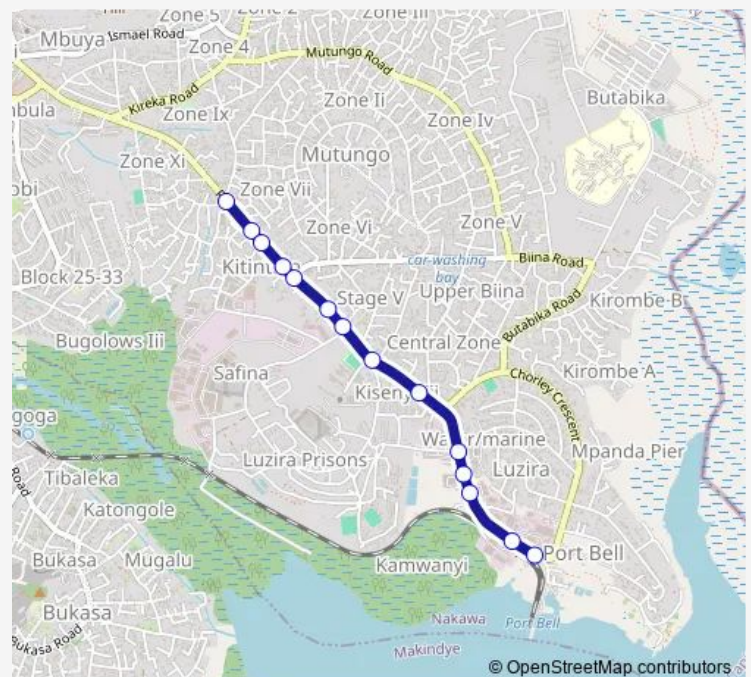 Zone 5
Zone III
Mbuya
Ismael Road
Zone 4
Mutungo Road
Kireka Road
Butabika
Zone Ii
Zone Ix
Zone Iv
Zone Xi
Mutungo
Zone Vii
Zone V
Zone Vi
car-washing
bay
Biina Road
Block 25-33
Stage V
Upper Biina
Kirombe B
Butabika Road
Bugolows Iii
Central Zone
Safina
Kirombe A
Chorley Crescent
Luzira Prisons
Luzira
Mpanda Pier
Tibaleka
Road
Katongole
Bukasa
Mugalu
Kamwanyi
Port Bell
Bukasa
Nakawa
Port Bell
Makindye
Bukasa Road
© OpenStreetMap contributors